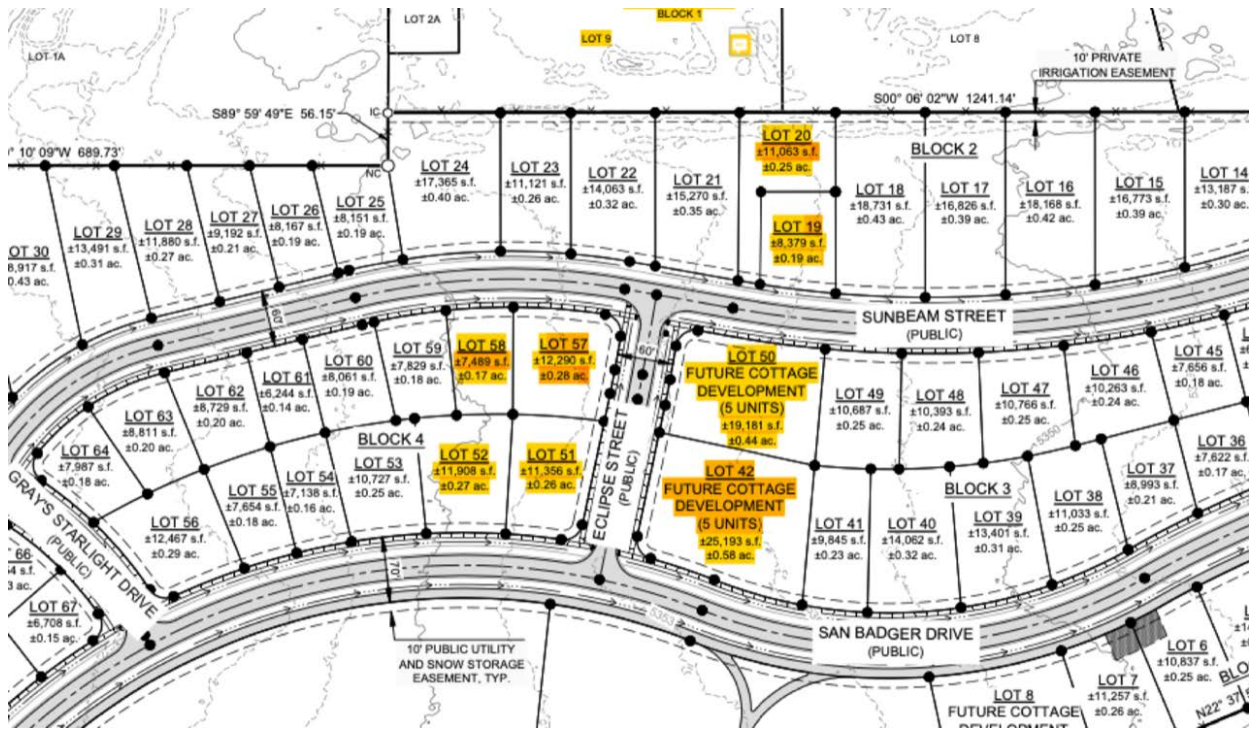 BLOCK 1
LOT 2A
LOT 9
LOT 8
LOT 1A
10' PRIVATE
IRRIGATION EASEMENT
S89° 59' 49"E 56.15'
IC
S00° 06' 02"W 1241.14'
10' 09"W 689.73'
NC
LOT 30
8,917 s.f.
0.43 ac.
LOT 29
±13,491 s.f.
±0.31 ac.
LOT 28
±11,880 s.f.
±0.27 ac.
LOT 27
±9,192 s.f.
±0.21 ac.
LOT 26
±8,167 s.f.
±0.19 ac.
LOT 25
±8,151 s.f.
±0.19 ac.
LOT 24
±17,365 s.f.
±0.40 ac.
LOT 23
±11,121 s.f.
±0.26 ac.
LOT 22
±14,063 s.f.
±0.32 ac.
LOT 21
±15,270 s.f.
±0.35 ac.
LOT 20
±11,063 s.f.
±0.25 ac.
LOT 19
±8,379 s.f.
±0.19 ac.
BLOCK 2
LOT 18
±18,731 s.f.
±0.43 ac.
LOT 17
±16,826 s.f.
±0.39 ac.
LOT 16
±18,168 s.f.
±0.42 ac.
LOT 15
±16,773 s.f.
±0.39 ac.
LOT 14
±13,187 s.f.
±0.30 ac.
60'
SUNBEAM STREET
(PUBLIC)
LOT 64
±7,987 s.f.
±0.18 ac.
LOT 63
±8,811 s.f.
±0.20 ac.
LOT 62
±8,729 s.f.
±0.20 ac.
LOT 61
±6,244 s.f.
±0.14 ac.
LOT 60
±8,061 s.f.
±0.19 ac.
LOT 59
±7,829 s.f.
±0.18 ac.
LOT 58
±7,489 s.f.
±0.17 ac.
LOT 57
±12,290 s.f.
±0.28 ac.
60'
LOT 50
FUTURE COTTAGE
DEVELOPMENT
(5 UNITS)
±19,181 s.f.
±0.44 ac.
LOT 49
±10,687 s.f.
±0.25 ac.
LOT 48
±10,393 s.f.
±0.24 ac.
LOT 47
±10,766 s.f.
±0.25 ac.
LOT 46
±10,263 s.f.
±0.24 ac.
LOT 45
±7,656 s.f.
±0.18 ac.
5350
BLOCK 4
LOT 56
±12,467 s.f.
±0.29 ac.
LOT 55
±7,654 s.f.
±0.18 ac.
LOT 54
±7,138 s.f.
±0.16 ac.
LOT 53
±10,727 s.f.
±0.25 ac.
LOT 52
±11,908 s.f.
±0.27 ac.
LOT 51
±11,356 s.f.
±0.26 ac.
ECLIPSE STREET
(PUBLIC)
LOT 42
FUTURE COTTAGE
DEVELOPMENT
(5 UNITS)
±25,193 s.f.
±0.58 ac.
BLOCK 3
LOT 41
±9,845 s.f.
±0.23 ac.
LOT 40
±14,062 s.f.
±0.32 ac.
LOT 39
±13,401 s.f.
±0.31 ac.
LOT 38
±11,033 s.f.
±0.25 ac.
LOT 37
±8,993 s.f.
±0.21 ac.
LOT 36
±7,622 s.f.
±0.17 ac.
GRAY'S STARLIGHT DRIVE
(PUBLIC)
66
LOT 67
±6,708 s.f.
±0.15 ac.
70'
10' PUBLIC UTILITY
AND SNOW STORAGE
EASEMENT, TYP.
5353
SAN BADGER DRIVE
(PUBLIC)
LOT 8
FUTURE COTTAGE
DEVELOPMENT
LOT 7
±11,257 s.f.
±0.26 ac.
LOT 6
±10,837 s.f.
±0.25 ac.
BLO
N22° 37'